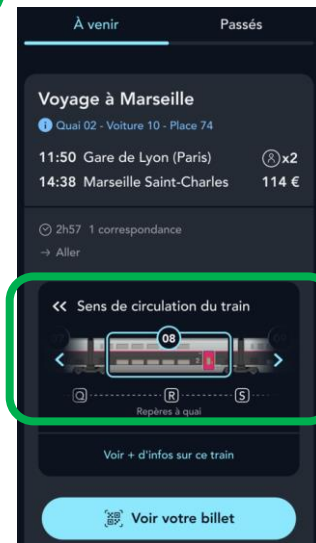 À venir
Passés
Voyage à Marseille
Quai 02 - Voiture 10 - Place 74
11:50 Gare de Lyon (Paris) x2
14:38 Marseille Saint-Charles 114 €
2h57 1 correspondance
→ Aller
<< Sens de circulation du train
08
Q R S
Repères à quai
Voir + d'infos sur ce train
Voir votre billet